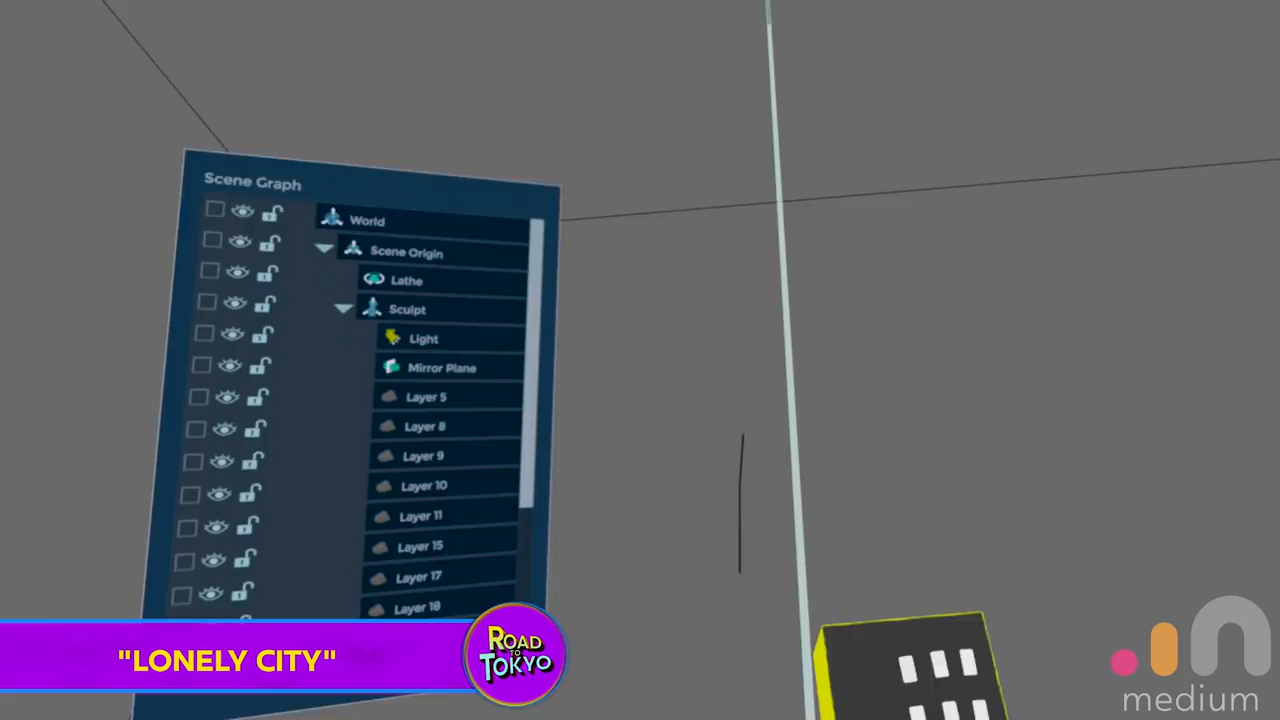 Scene Graph
World
Scene Origin
Lathe
Sculpt
Light
Mirror Plane
Layer 5
Layer 8
Layer 9
Layer 10
Layer 11
Layer 15
Layer 17
Layer 18
"LONELY CITY"
ROAD
TO
TOKYO
medium